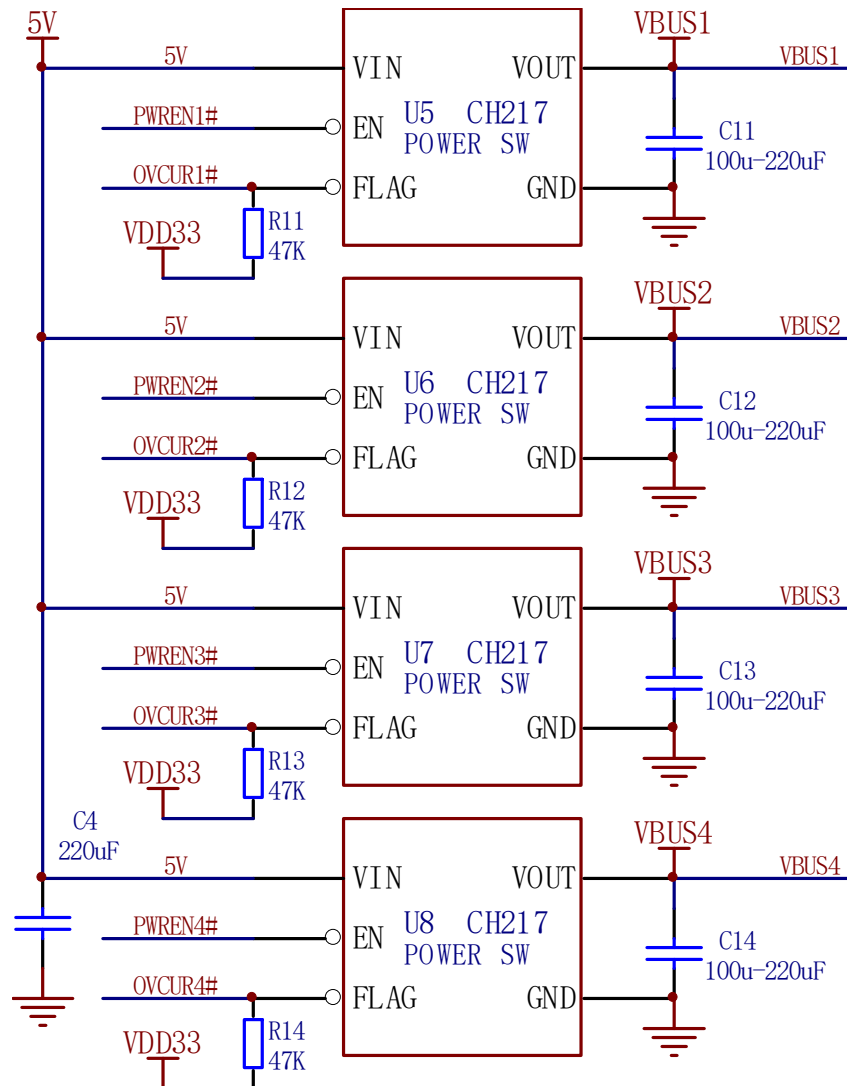 5V
VBUS1
5V
VIN
VOUT
VBUS1
PWREN1#
EN
U5 CH217
POWER SW
C11
100u-220uF
OVCUR1#
FLAG
GND
VDD33
R11
47K
VBUS2
5V
VIN
VOUT
VBUS2
PWREN2#
EN
U6 CH217
POWER SW
C12
100u-220uF
OVCUR2#
FLAG
GND
VDD33
R12
47K
VBUS3
5V
VIN
VOUT
VBUS3
PWREN3#
EN
U7 CH217
POWER SW
C13
100u-220uF
OVCUR3#
FLAG
GND
VDD33
R13
47K
C4
220uF
VBUS4
5V
VIN
VOUT
VBUS4
PWREN4#
EN
U8 CH217
POWER SW
C14
100u-220uF
OVCUR4#
FLAG
GND
VDD33
R14
47K